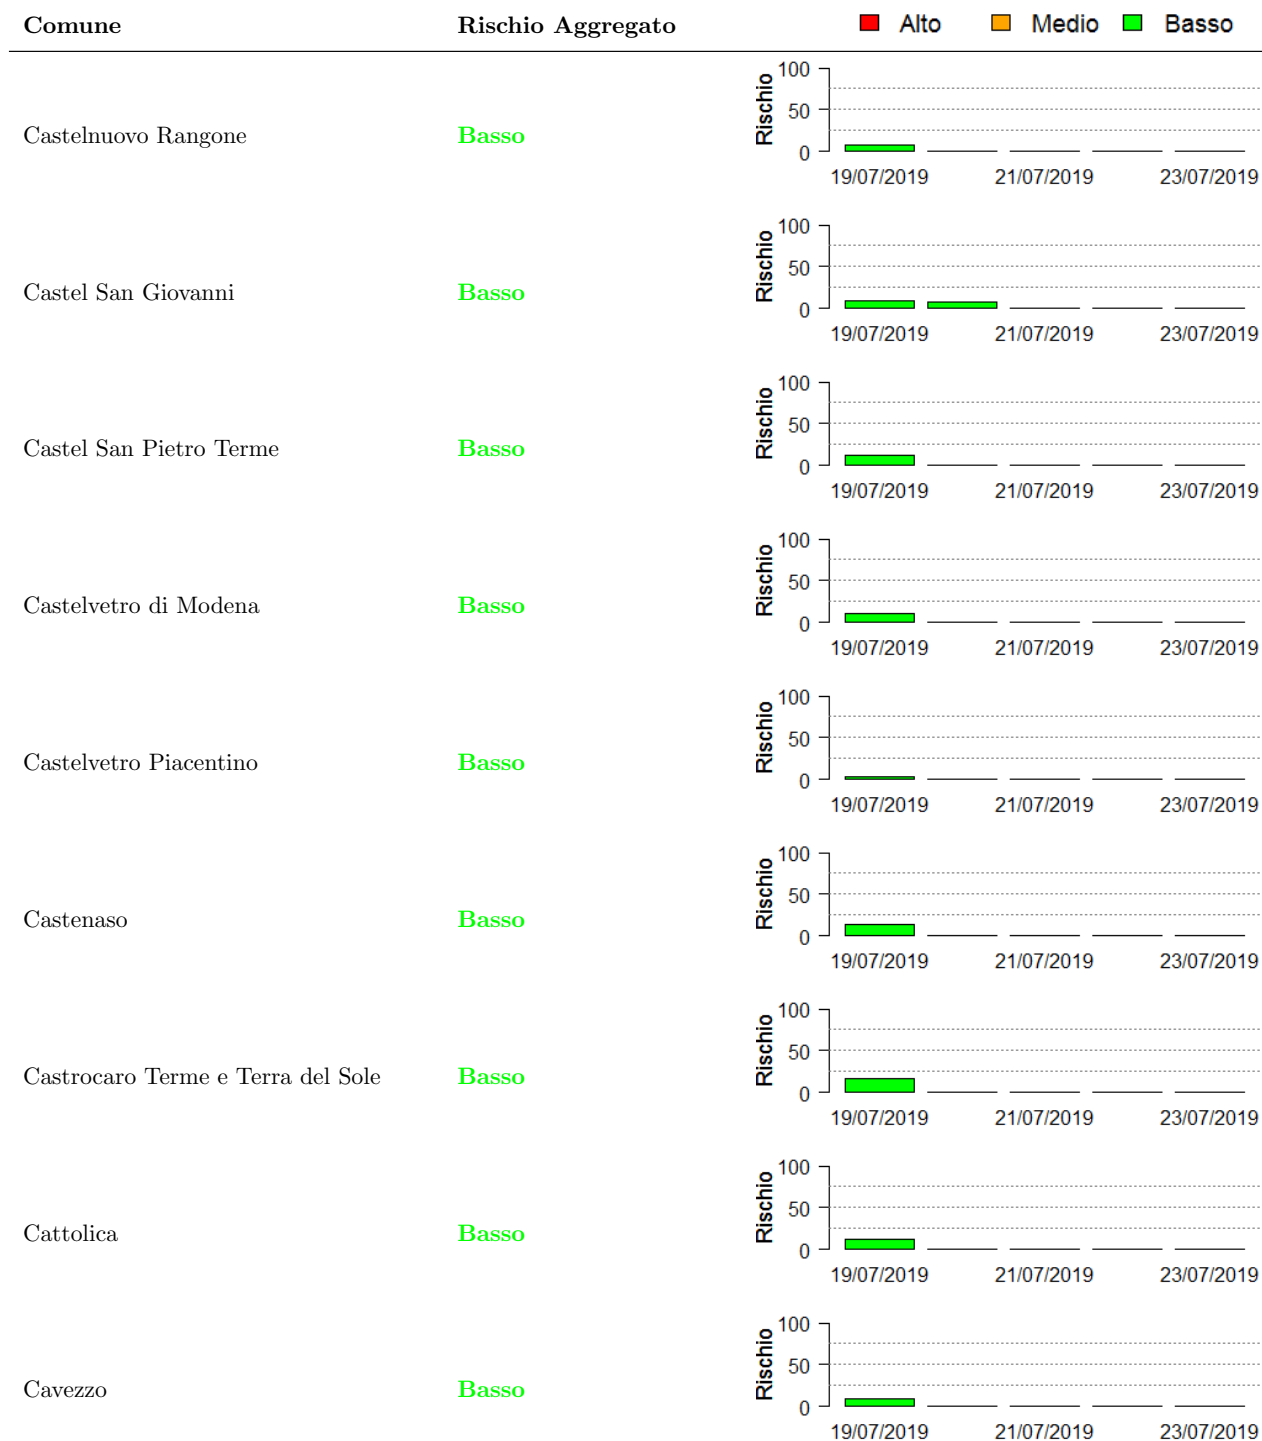 Comune Rischio Aggregato Alto Medio Basso
100
50
0
Rischio
Castelnuovo Rangone Basso
19/07/2019 21/07/2019 23/07/2019
100
50
0
Rischio
Castel San Giovanni Basso
19/07/2019 21/07/2019 23/07/2019
100
50
0
Rischio
Castel San Pietro Terme Basso
19/07/2019 21/07/2019 23/07/2019
100
50
0
Rischio
Castelvetro di Modena Basso
19/07/2019 21/07/2019 23/07/2019
100
50
0
Rischio
Castelvetro Piacentino Basso
19/07/2019 21/07/2019 23/07/2019
100
50
0
Rischio
Castenaso Basso
19/07/2019 21/07/2019 23/07/2019
100
50
0
Rischio
Castrocaro Terme e Terra del Sole Basso
19/07/2019 21/07/2019 23/07/2019
100
50
0
Rischio
Cattolica Basso
19/07/2019 21/07/2019 23/07/2019
100
50
0
Rischio
Cavezzo Basso
19/07/2019 21/07/2019 23/07/2019